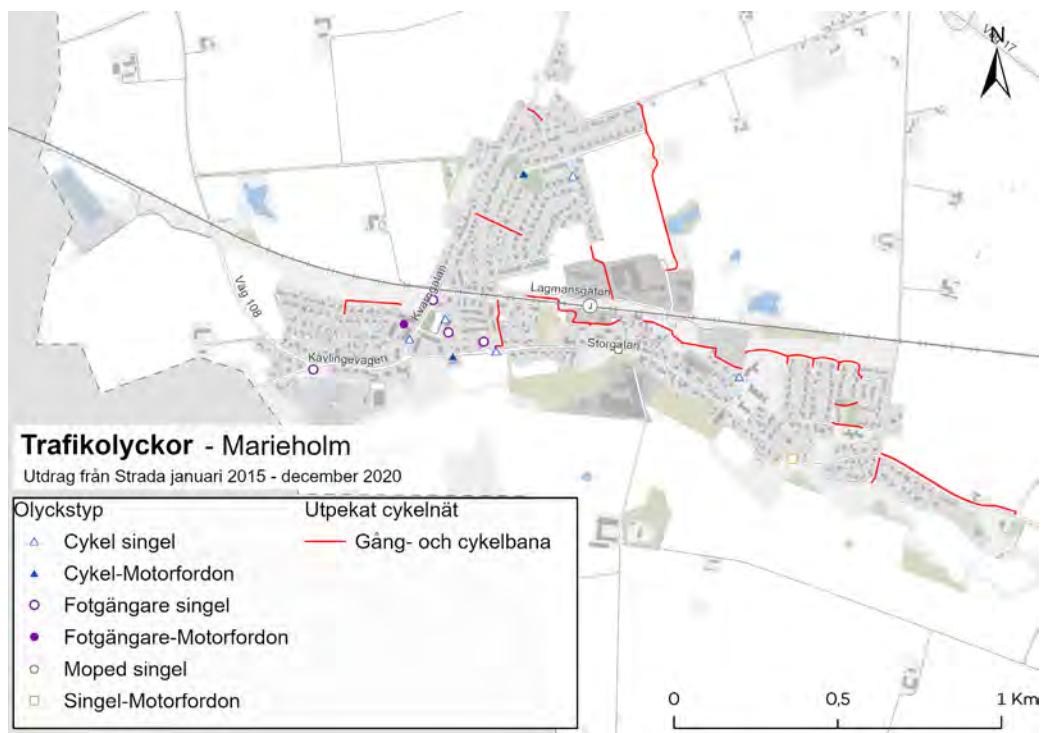 N
Väg 17
Kvarngatan
Väg 108
Lagmansgatan
J
Storgatan
Kävlingevägen
Trafikolyckor - Marieholm
Utdrag från Strada januari 2015 - december 2020
Olyckstyp
Utpekat cykelnät
Cykel singel
Gång- och cykelbana
Cykel-Motorfordon
Fotgängare singel
Fotgängare-Motorfordon
Moped singel
Singel-Motorfordon
0 0,5 1 Km